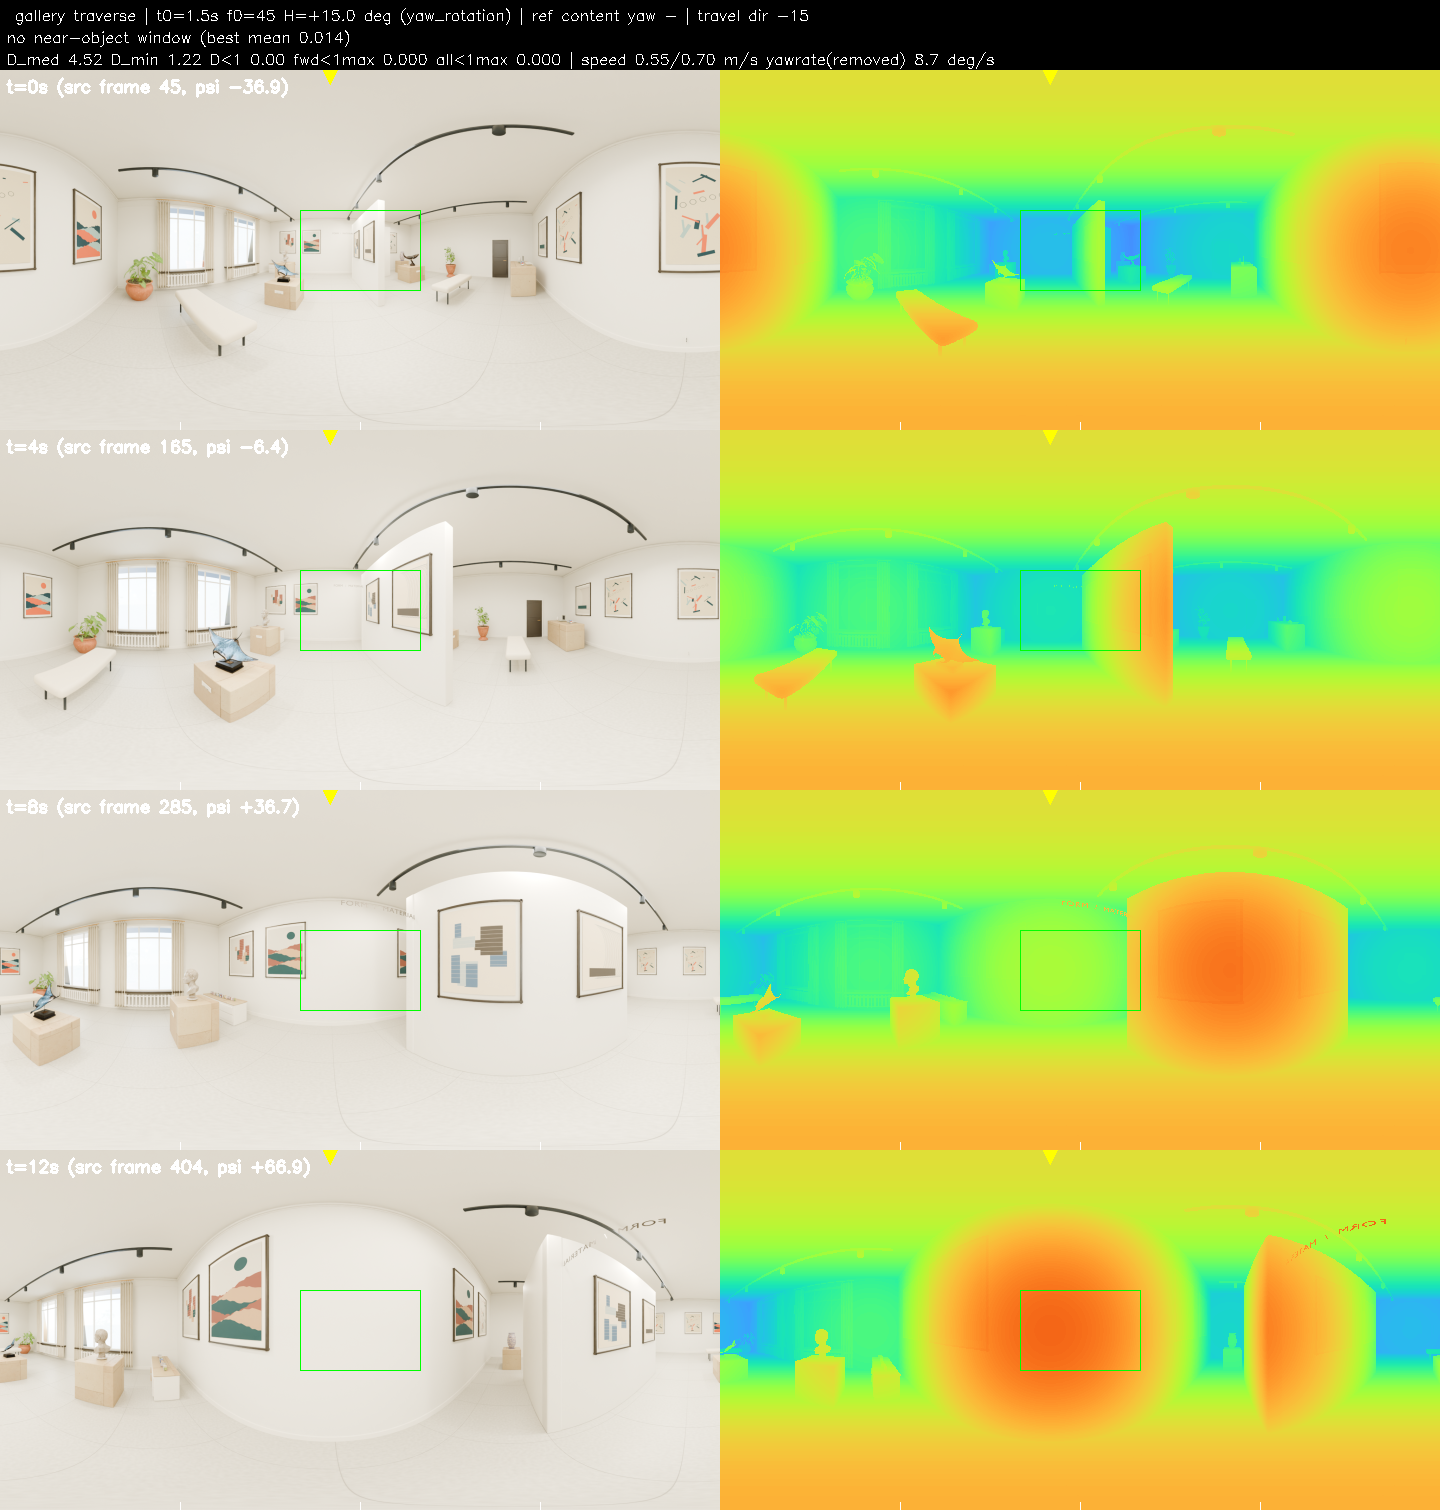 gallery traverse | t0=1.5s f0=45 H=+15.0 deg (yaw_rotation) | ref content yaw - | travel dir -15
no near-object window (best mean 0.014)
D_med 4.52 D_min 1.22 D<1 0.00 fwd<1max 0.000 all<1max 0.000 | speed 0.55/0.70 m/s yawrate(removed) 8.7 deg/s
t=0s (src frame 45, psi -36.9)
t=4s (src frame 165, psi -6.4)
t=8s (src frame 285, psi +36.7)
t=12s (src frame 404, psi +66.9)